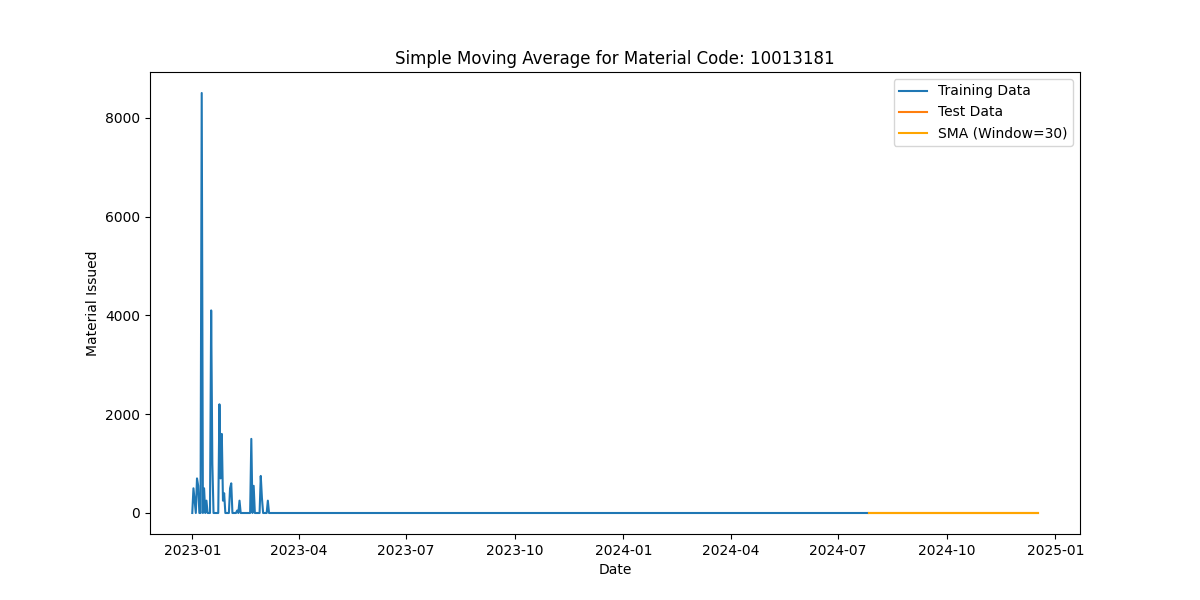 Simple Moving Average for Material Code: 10013181
Training Data
Test Data
SMA (Window=30)
8000
6000
4000
2000
0
Material Issued
2023-01 2023-04 2023-07 2023-10 2024-01 2024-04 2024-07 2024-10 2025-01
Date